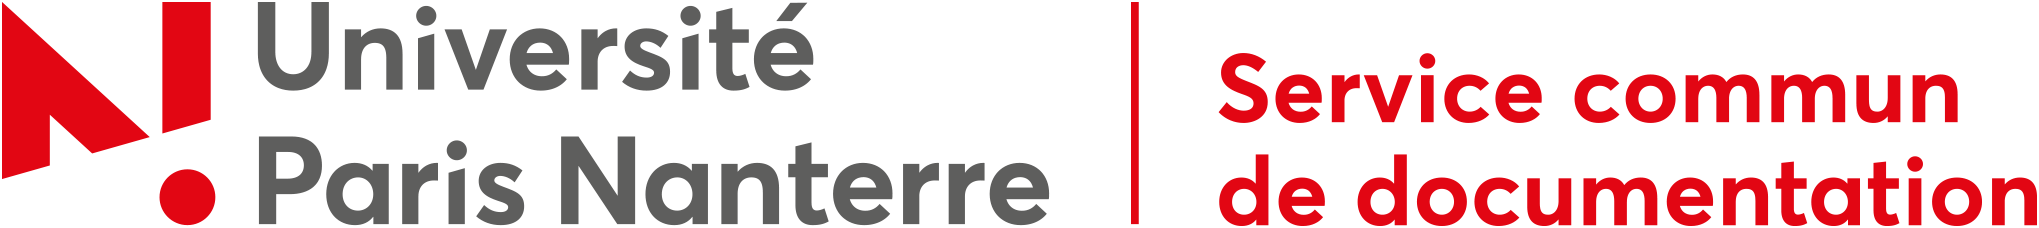 Université
Paris Nanterre
Service commun
de documentation